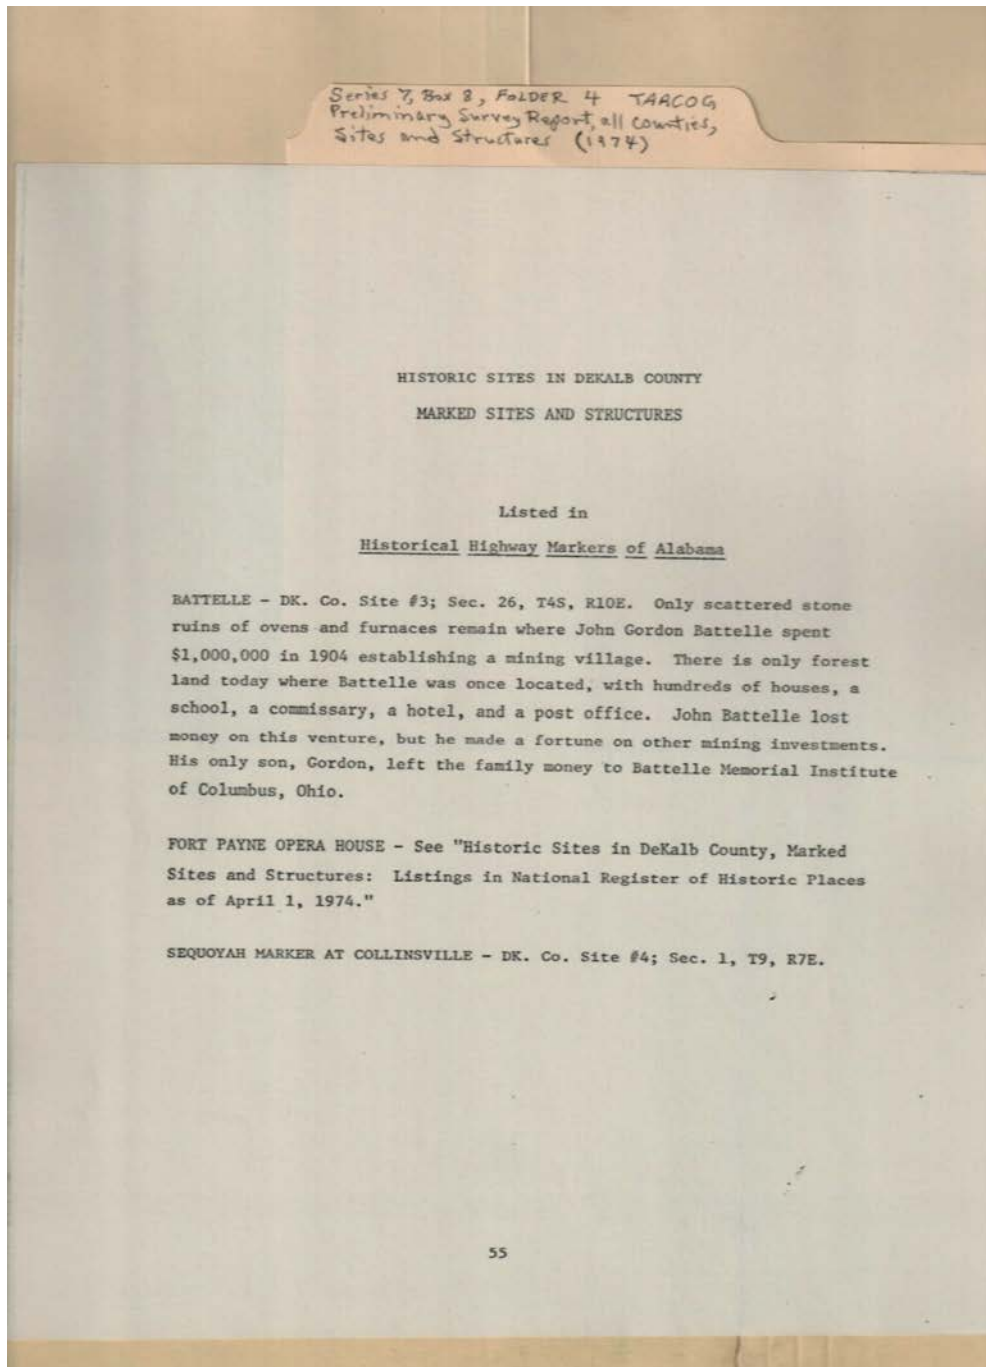 Series 7, Box 8, FOLDER 4 TARCOG
Preliminary Survey Report, all counties,
Sites and Structures (1974)
HISTORIC SITES IN DEKALB COUNTY
MARKED SITES AND STRUCTURES
Listed in
Historical Highway Markers of Alabama
BATTELLE - DK. Co. Site #3; Sec. 26, T4S, R10E. Only scattered stone
ruins of ovens and furnaces remain where John Gordon Battelle spent
$1,000,000 in 1904 establishing a mining village. There is only forest
land today where Battelle was once located, with hundreds of houses, a
school, a commissary, a hotel, and a post office. John Battelle lost
money on this venture, but he made a fortune on other mining investments.
His only son, Gordon, left the family money to Battelle Memorial Institute
of Columbus, Ohio.
FORT PAYNE OPERA HOUSE - See "Historic Sites in DeKalb County, Marked
Sites and Structures: Listings in National Register of Historic Places
as of April 1, 1974."
SEQUOYAH MARKER AT COLLINSVILLE - DK. Co. Site #4; Sec. 1, T9, R7E.
55